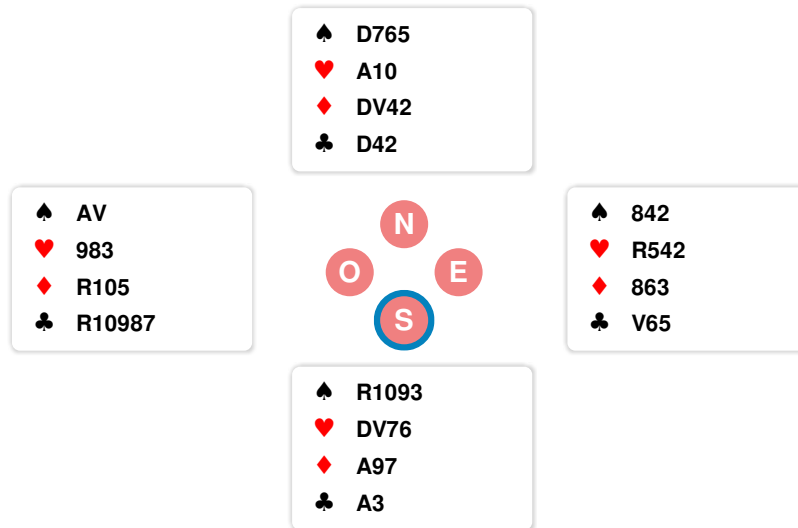 ♠ D765
♥ A10
♦ DV42
♣ D42
♠ AV
♥ 983
♦ R105
♣ R10987
N
O E
S
♠ 842
♥ R542
♦ 863
♣ V65
♠ R1093
♥ DV76
♦ A97
♣ A3